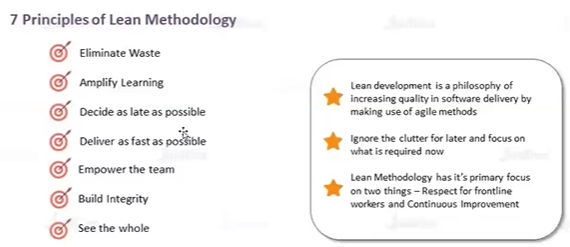 7 Principles of Lean Methodology
Eliminate Waste
Amplify Learning
Decide as late as possible
Deliver as fast as possible
Empower the team
Build Integrity
See the whole
Lean development is a philosophy of
increasing quality in software delivery by
making use of agile methods
Ignore the clutter for later and focus on
what is required now
Lean Methodology has it's primary focus
on two things – Respect for frontline
workers and Continuous Improvement